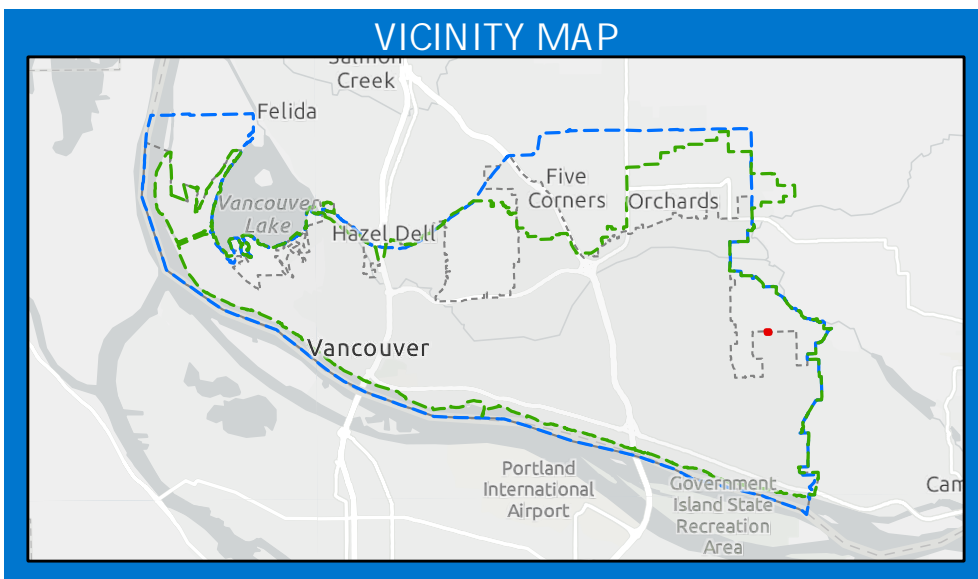 VICINITY MAP
Salmon
Creek
Felida
Five
Corners
Orchards
Vancouver
Lake
Hazel Dell
Vancouver
Portland
International
Airport
Government
Island State
Recreation
Area
Cam